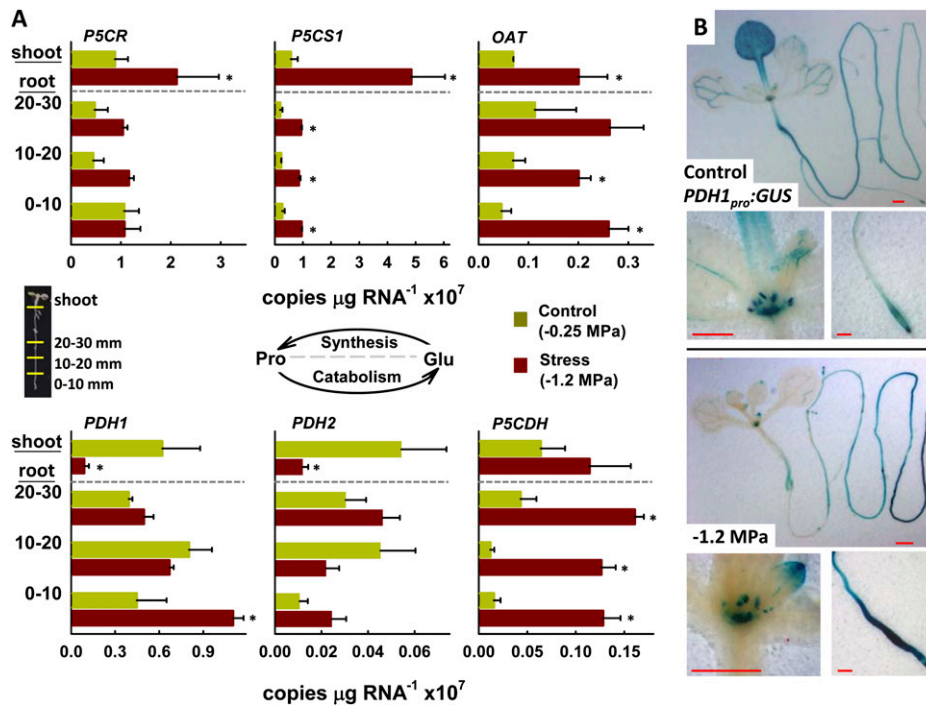 A
P5CR
P5CS1
OAT
shoot
root
20-30
10-20
0-10
*
*
*
*
*
*
*
*
0 1 2 3
0 1 2 3 4 5 6
0.0 0.1 0.2 0.3
copies µg RNA⁻¹ x10⁷
shoot
20-30 mm
10-20 mm
0-10 mm
Synthesis
Pro Glu
Catabolism
Control
(-0.25 MPa)
Stress
(-1.2 MPa)
PDH1
PDH2
P5CDH
shoot
root
20-30
10-20
0-10
*
*
*
*
*
*
0.0 0.3 0.6 0.9
0.00 0.02 0.04 0.06
0.00 0.05 0.10 0.15
copies µg RNA⁻¹ x10⁷
B
Control
PDH1pro:GUS
-1.2 MPa